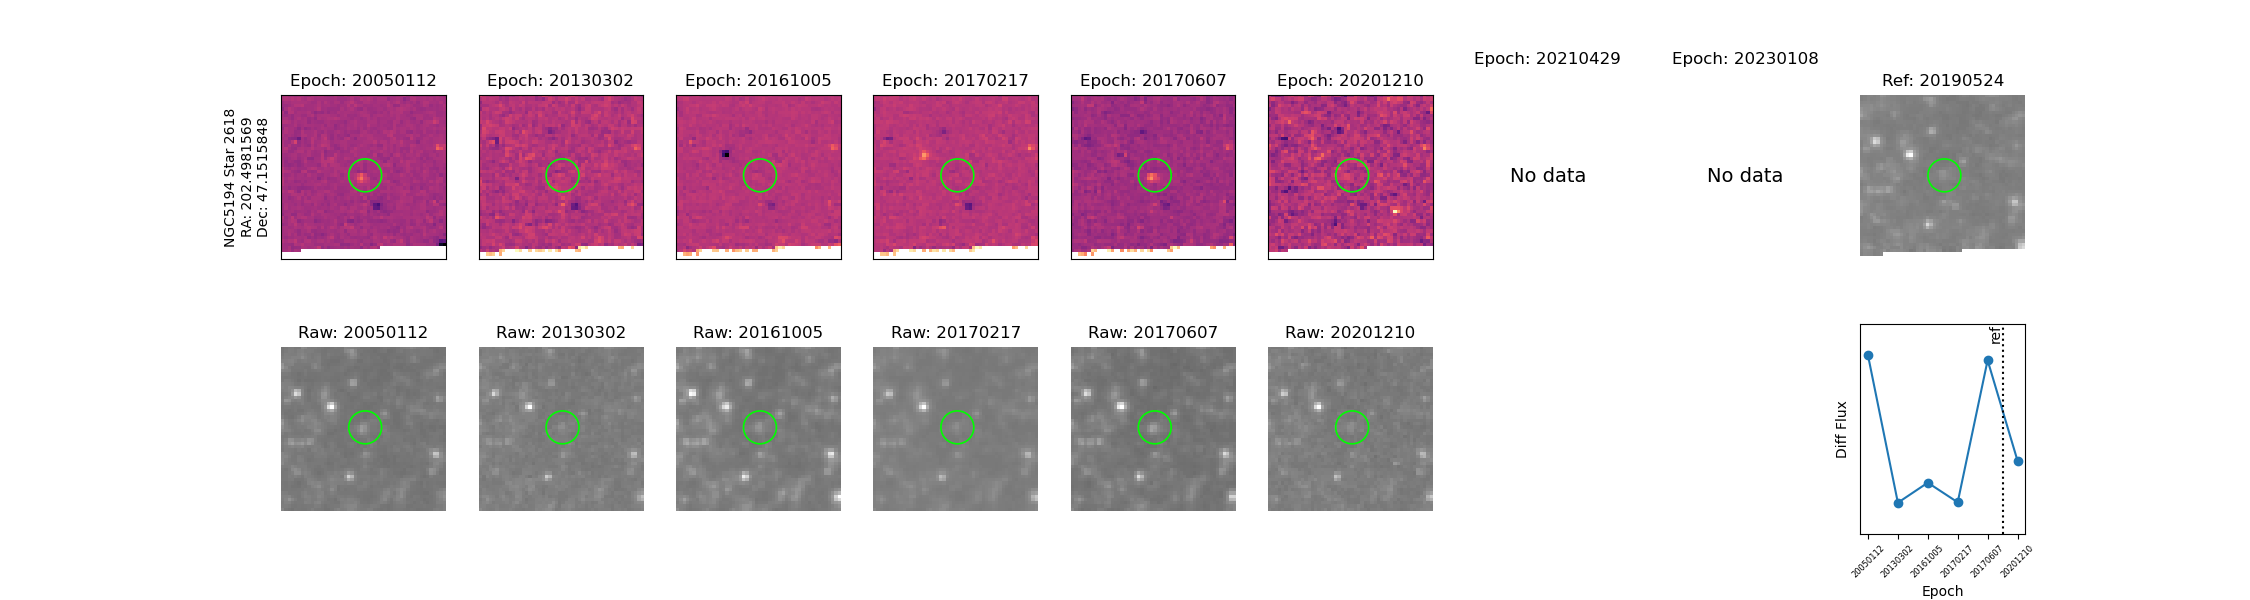 NGC5194 Star 2618
RA: 202.4981569
Dec: 47.1515848
Epoch: 20050112
Epoch: 20130302
Epoch: 20161005
Epoch: 20170217
Epoch: 20170607
Epoch: 20201210
Epoch: 20210429
No data
Epoch: 20230108
No data
Ref: 20190524
Raw: 20050112
Raw: 20130302
Raw: 20161005
Raw: 20170217
Raw: 20170607
Raw: 20201210
Diff Flux
ref
20050112
20130302
20161005
20170217
20170607
20201210
Epoch